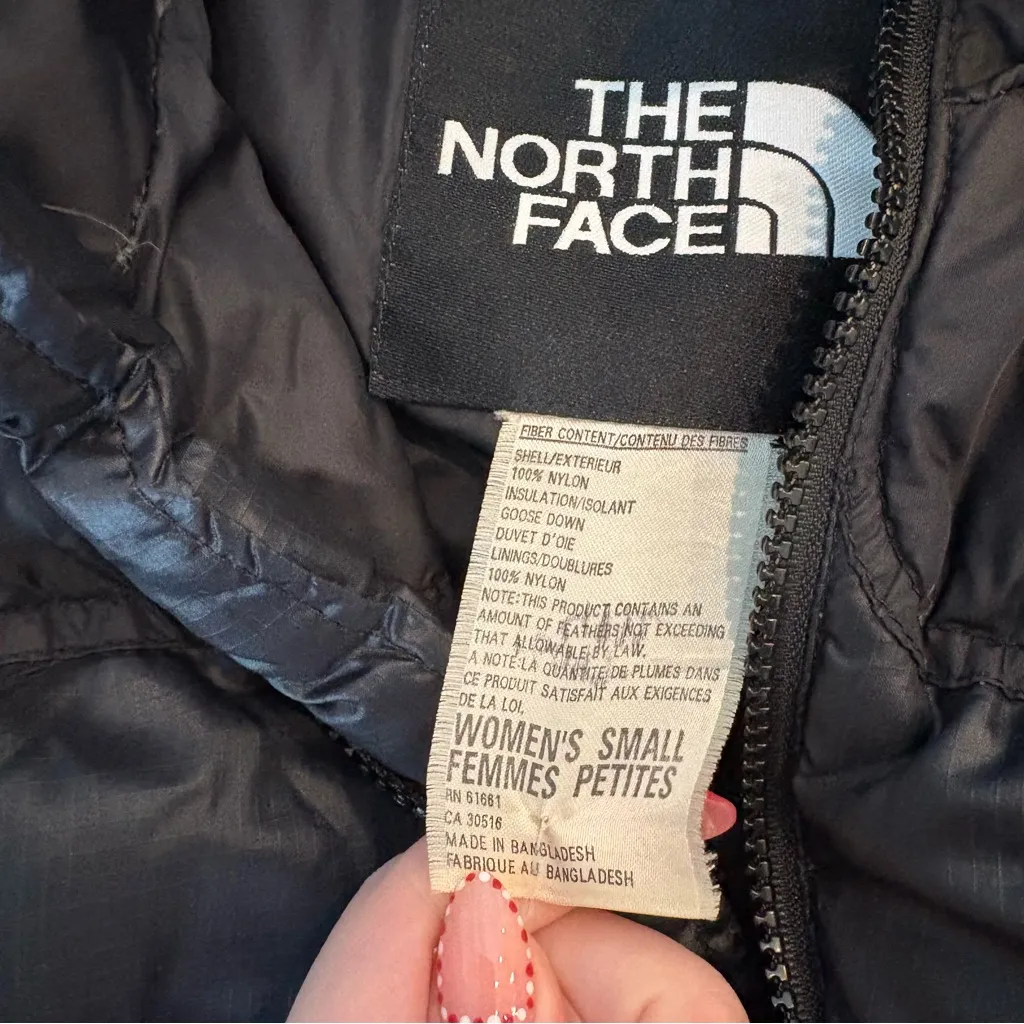 THE
NORTH
FACE
FIBER CONTENT/CONTENU DES FIBRES
SHELL/EXTERIEUR
100% NYLON
INSULATION/ISOLANT
GOOSE DOWN
DUVET D'OIE
LININGS/DOUBLURES
100% NYLON
NOTE:THIS PRODUCT CONTAINS AN
AMOUNT OF FEATHERS NOT EXCEEDING
THAT ALLOWABLE BY LAW.
A NOTE:LA QUANTITE DE PLUMES DANS
CE PRODUIT SATISFAIT AUX EXIGENCES
DE LA LOI.
WOMEN'S SMALL
FEMMES PETITES
RN 61661
CA 30516
MADE IN BANGLADESH
FABRIQUE AU BANGLADESH